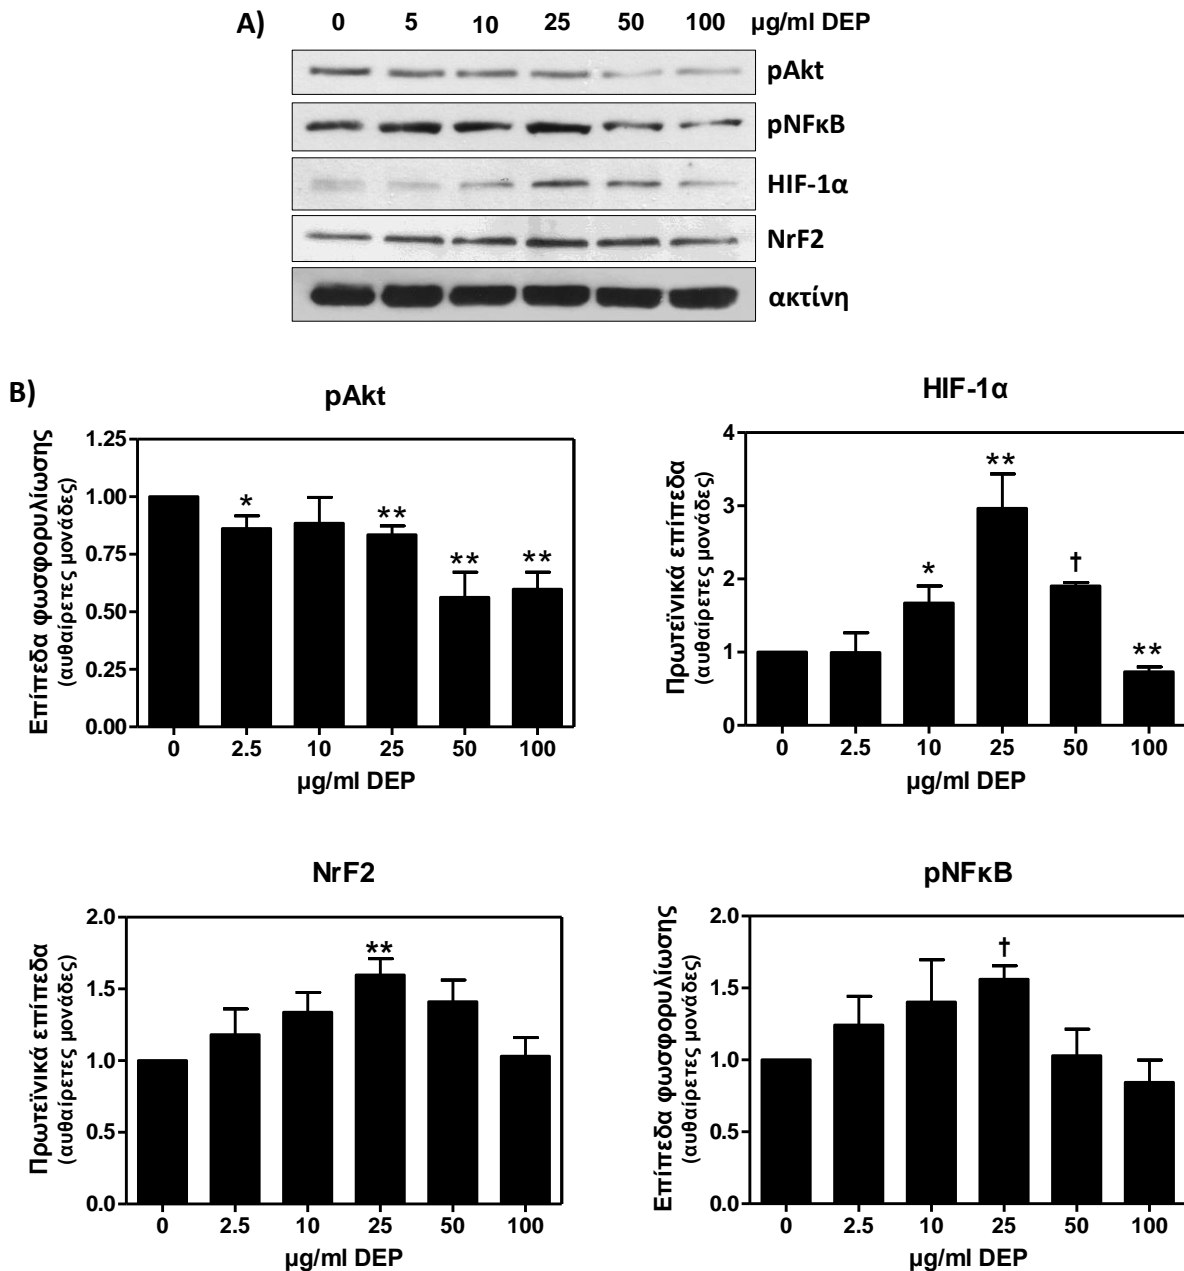 A)
0 5 10 25 50 100 μg/ml DEP
pAkt
pNFκB
HIF-1α
NrF2
ακτίνη
B)
pAkt
Επίπεδα φωσφορυλίωσης
(αυθαίρετες μονάδες)
1.25
1.00
0.75
0.50
0.25
0.00
* ** ** **
0 2.5 10 25 50 100
μg/ml DEP
HIF-1α
Πρωτεϊνικά επίπεδα
(αυθαίρετες μονάδες)
4
3
2
1
0
* ** † **
0 2.5 10 25 50 100
μg/ml DEP
NrF2
Πρωτεϊνικά επίπεδα
(αυθαίρετες μονάδες)
2.0
1.5
1.0
0.5
0.0
**
0 2.5 10 25 50 100
μg/ml DEP
pNFκB
Επίπεδα φωσφορυλίωσης
(αυθαίρετες μονάδες)
2.0
1.5
1.0
0.5
0.0
†
0 2.5 10 25 50 100
μg/ml DEP